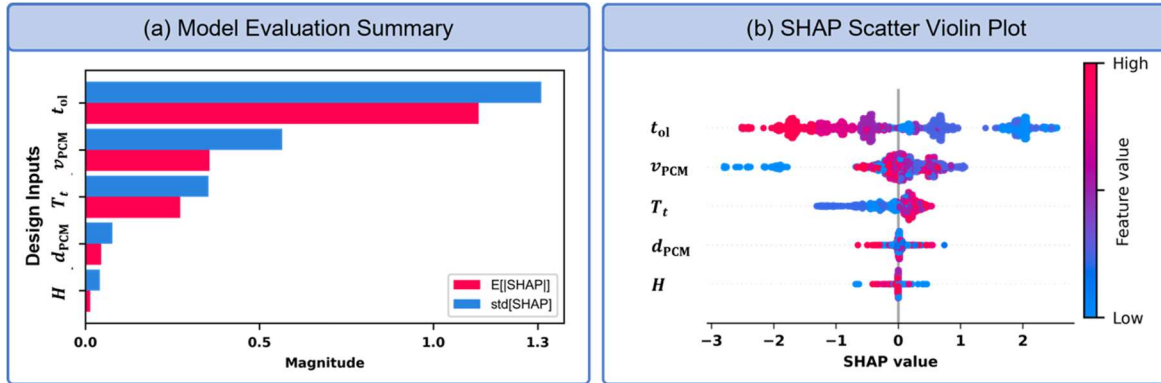 (a) Model Evaluation Summary
Design Inputs
t_ol
v_PCM
T_t
d_PCM
H
E[|SHAP|]
std[SHAP]
0.0
0.5
1.0
1.3
Magnitude
(b) SHAP Scatter Violin Plot
t_ol
v_PCM
T_t
d_PCM
H
−3
−2
−1
0
1
2
SHAP value
High
Feature value
Low